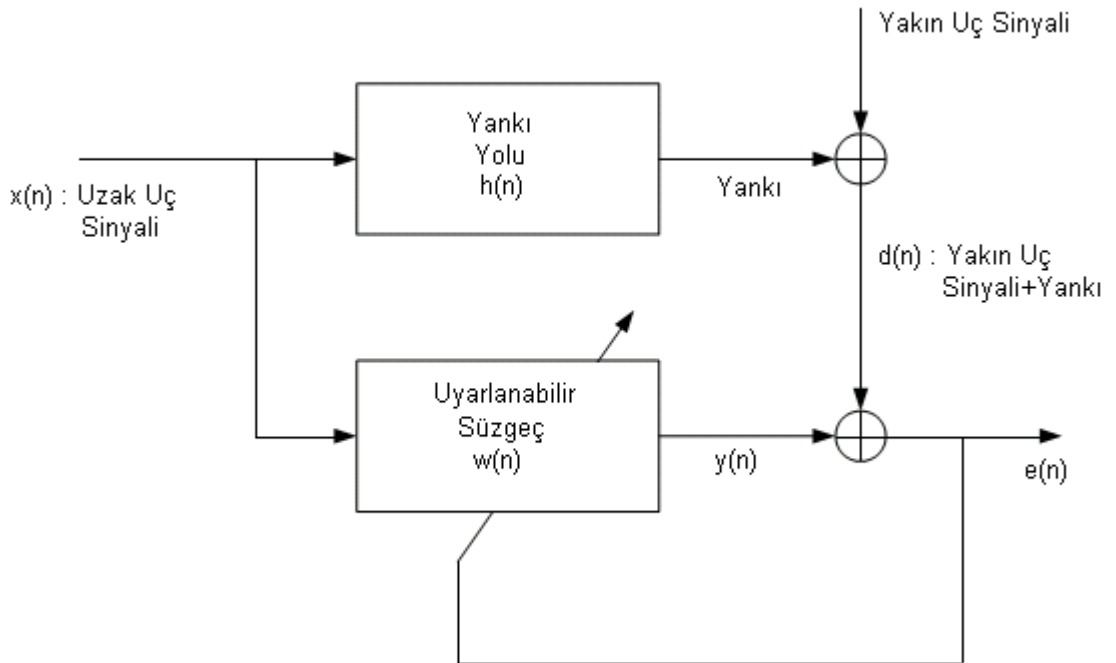 Yakın Uç Sinyali
Yankı
Yolu
h(n)
Yankı
x(n) : Uzak Uç
Sinyali
d(n) : Yakın Uç
Sinyali+Yankı
Uyarlanabilir
Süzgeç
w(n)
y(n)
e(n)